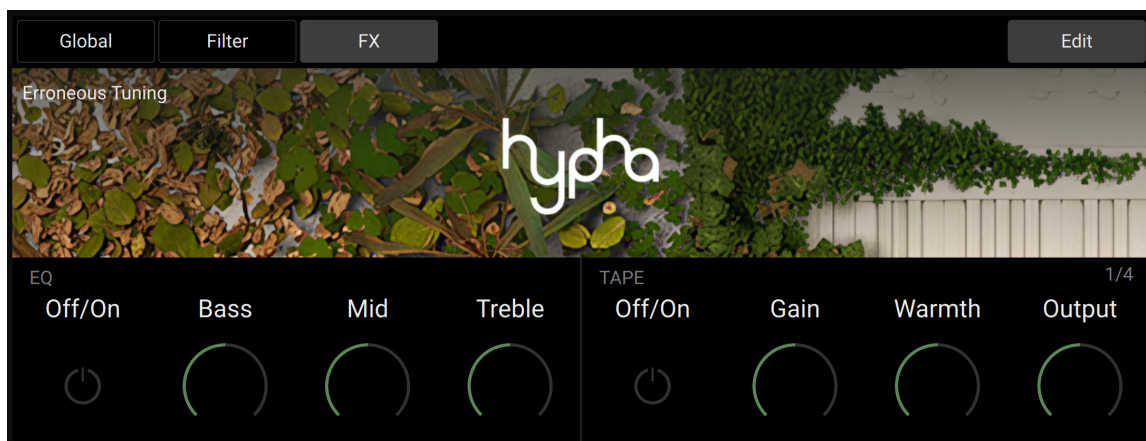 Global Filter FX Edit
Erroneous Tuning
hypha
EQ TAPE 1/4
Off/On Bass Mid Treble Off/On Gain Warmth Output